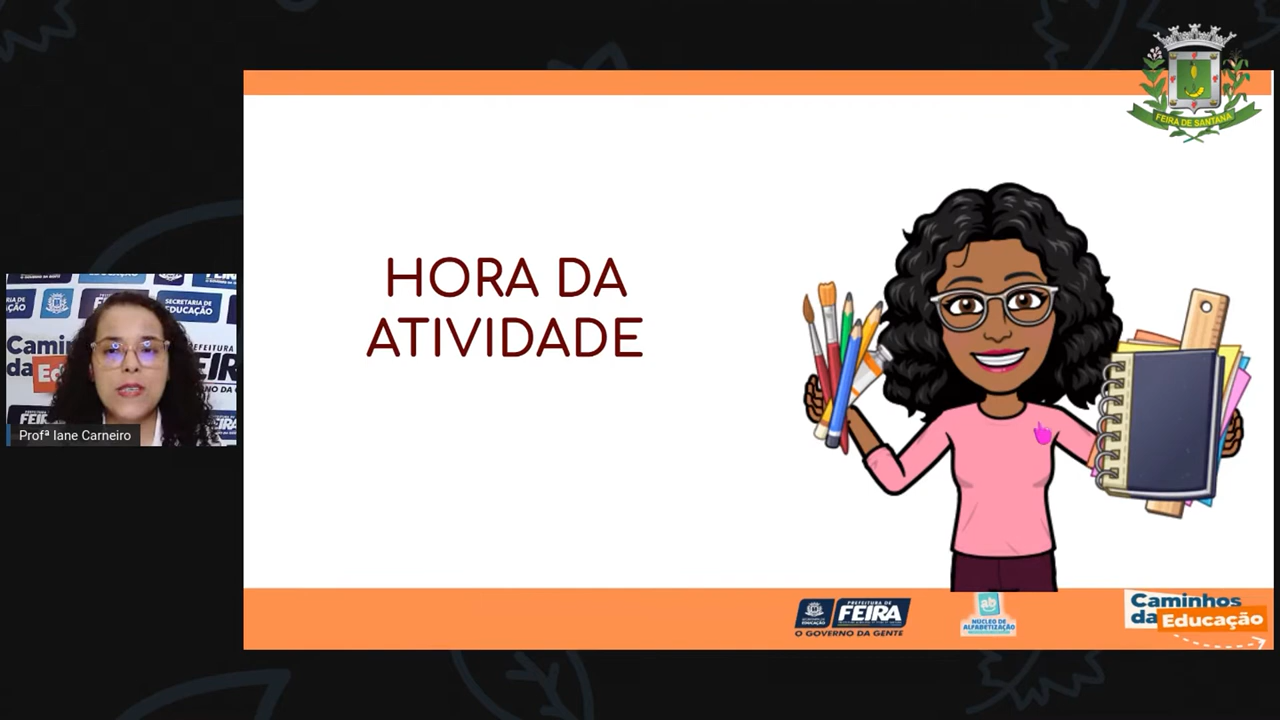 FEIRA DE SANTANA
HORA DA
ATIVIDADE
SECRETARIA DE
EDUCAÇÃO
Profª Iane Carneiro
PREFEITURA DE
FEIRA
O GOVERNO DA GENTE
NÚCLEO DE
ALFABETIZAÇÃO
Caminhos
da Educação